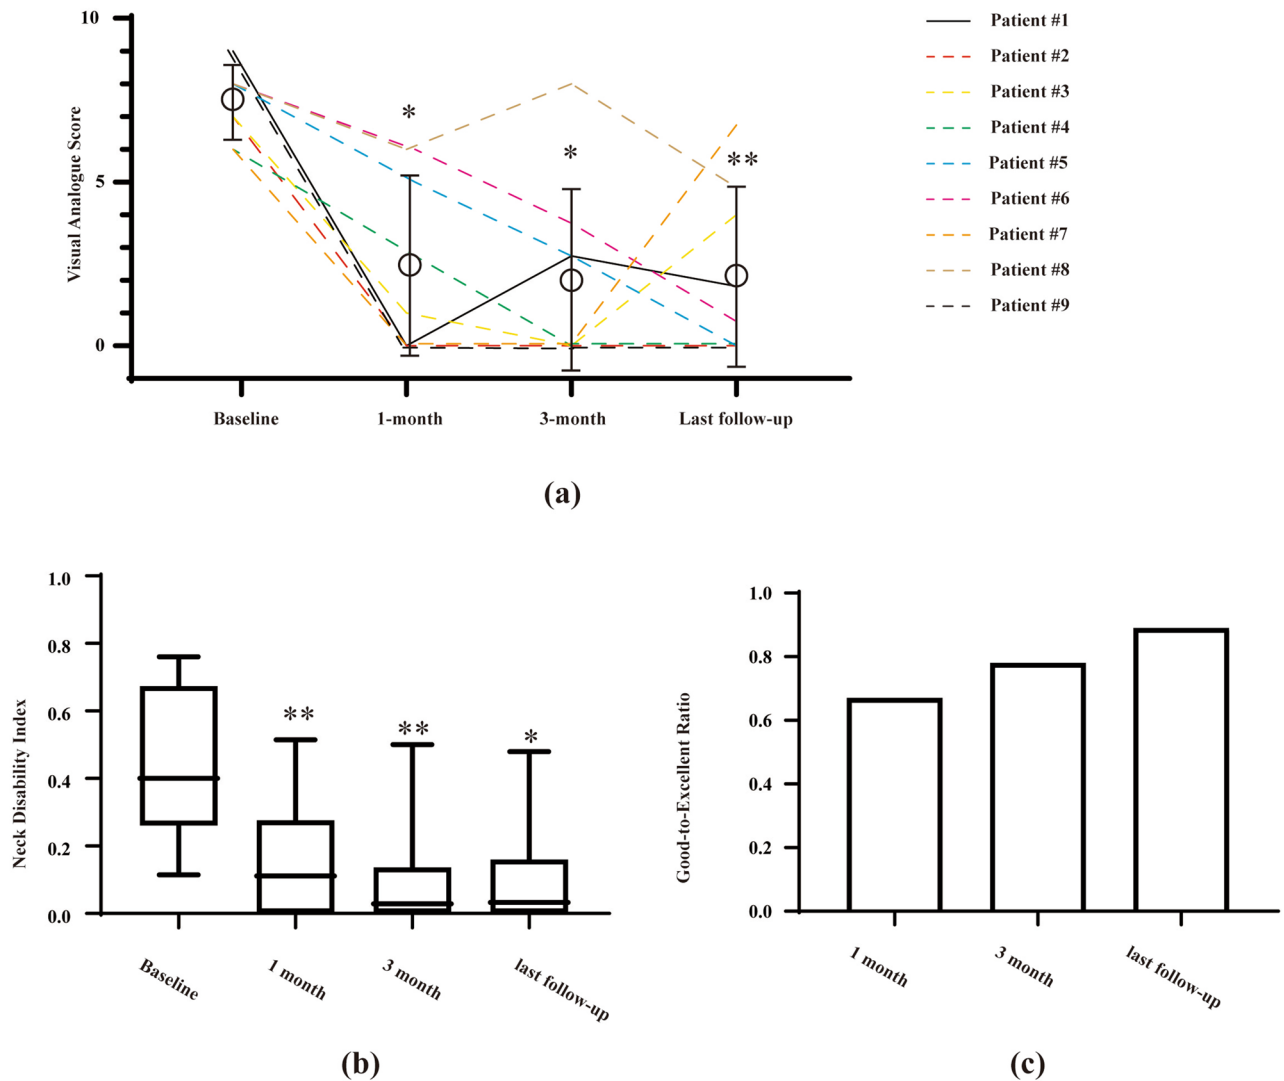 10
5
0
Visual Analogue Score
*
*
**
Baseline
1-month
3-month
Last follow-up
Patient #1
Patient #2
Patient #3
Patient #4
Patient #5
Patient #6
Patient #7
Patient #8
Patient #9
(a)
1.0
0.8
0.6
0.4
0.2
0.0
Neck Disability Index
**
**
*
Baseline
1 month
3 month
last follow-up
(b)
1.0
0.8
0.6
0.4
0.2
0.0
Good-to-Excellent Ratio
1 month
3 month
last follow-up
(c)